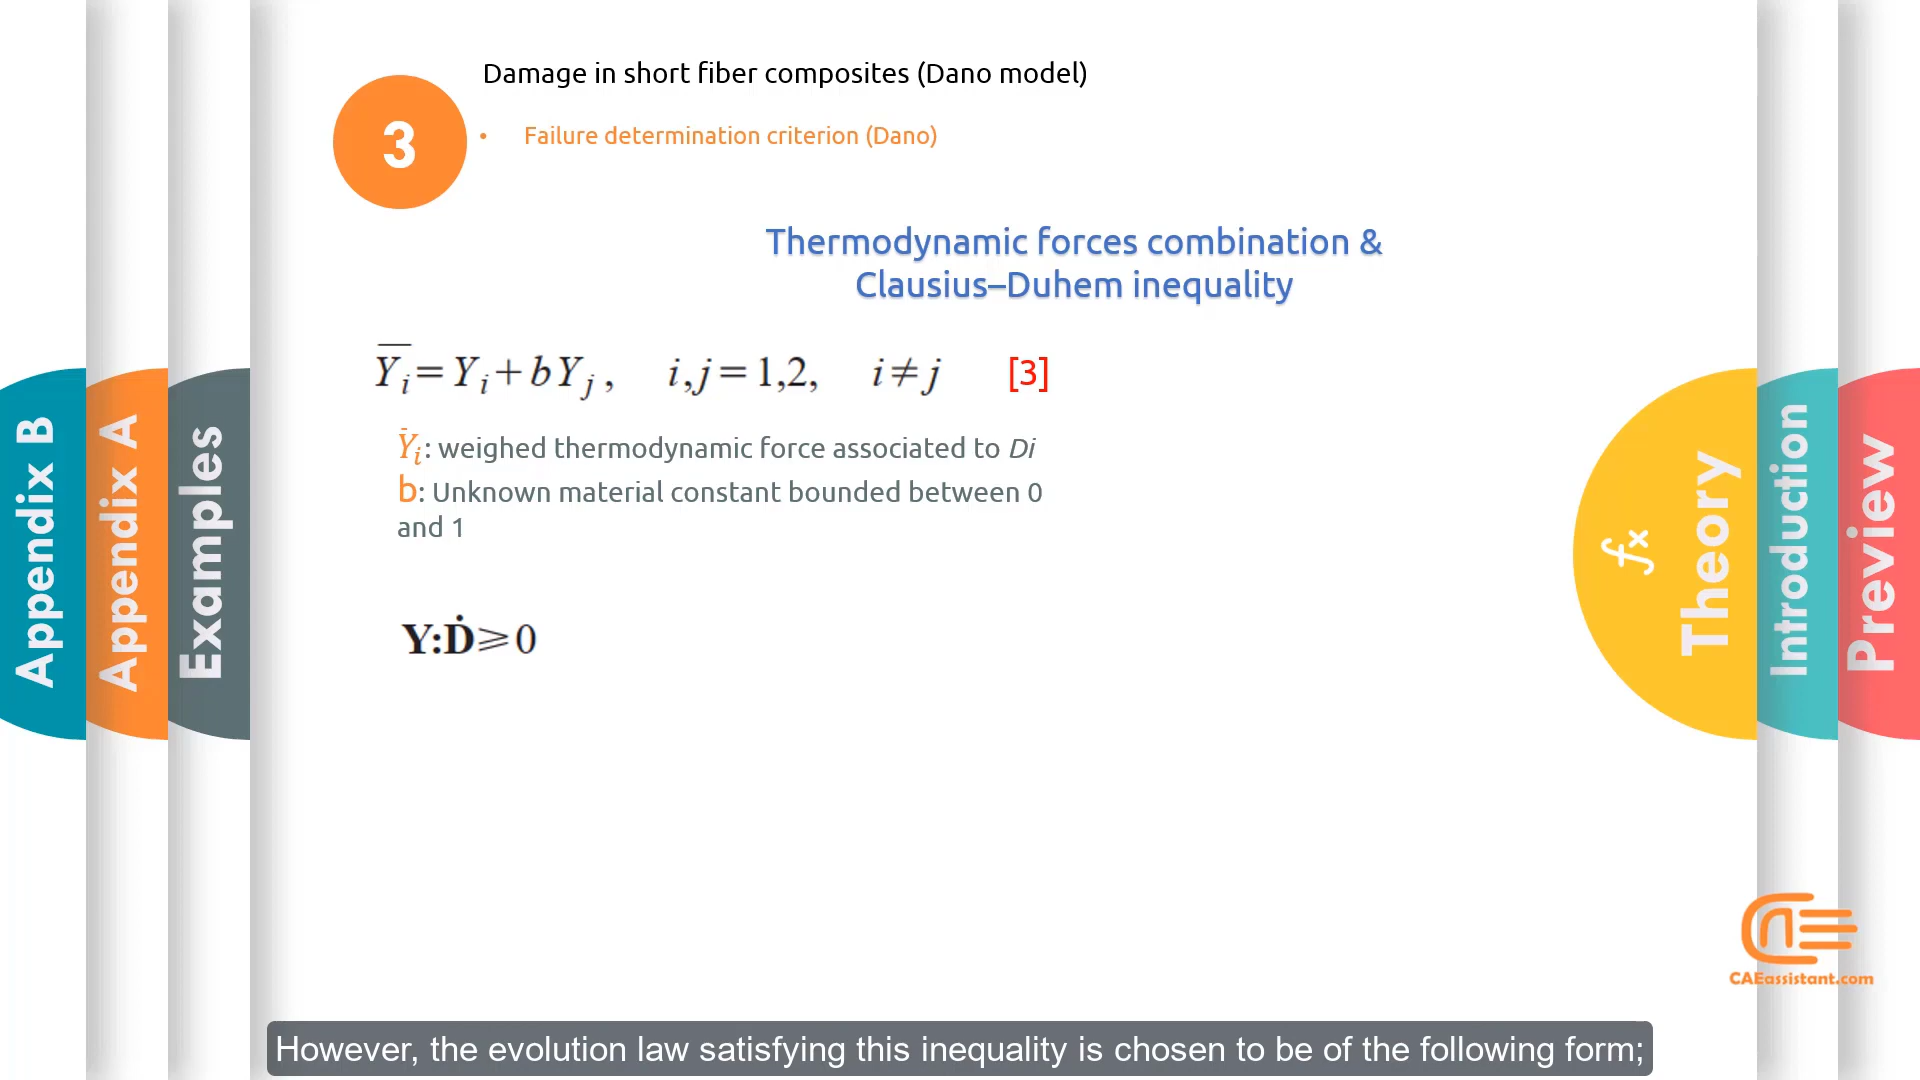 Damage in short fiber composites (Dano model)
3
• Failure determination criterion (Dano)
Thermodynamic forces combination &
Clausius–Duhem inequality
Y̅ᵢ = Yᵢ + bYⱼ, i,j = 1,2, i ≠ j [3]
Ȳᵢ: weighed thermodynamic force associated to Di
b: Unknown material constant bounded between 0
and 1
Y:Ḋ⩾0
Appendix B
Appendix A
Examples
fx
Theory
Introduction
Preview
CAEassistant.com
However, the evolution law satisfying this inequality is chosen to be of the following form;